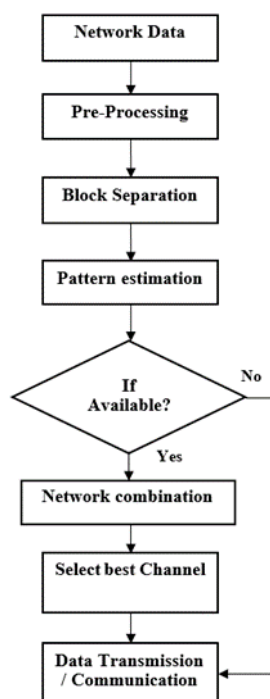 Network Data
Pre-Processing
Block Separation
Pattern estimation
If
Available?
No
Yes
Network combination
Select best Channel
Data Transmission
/ Communication